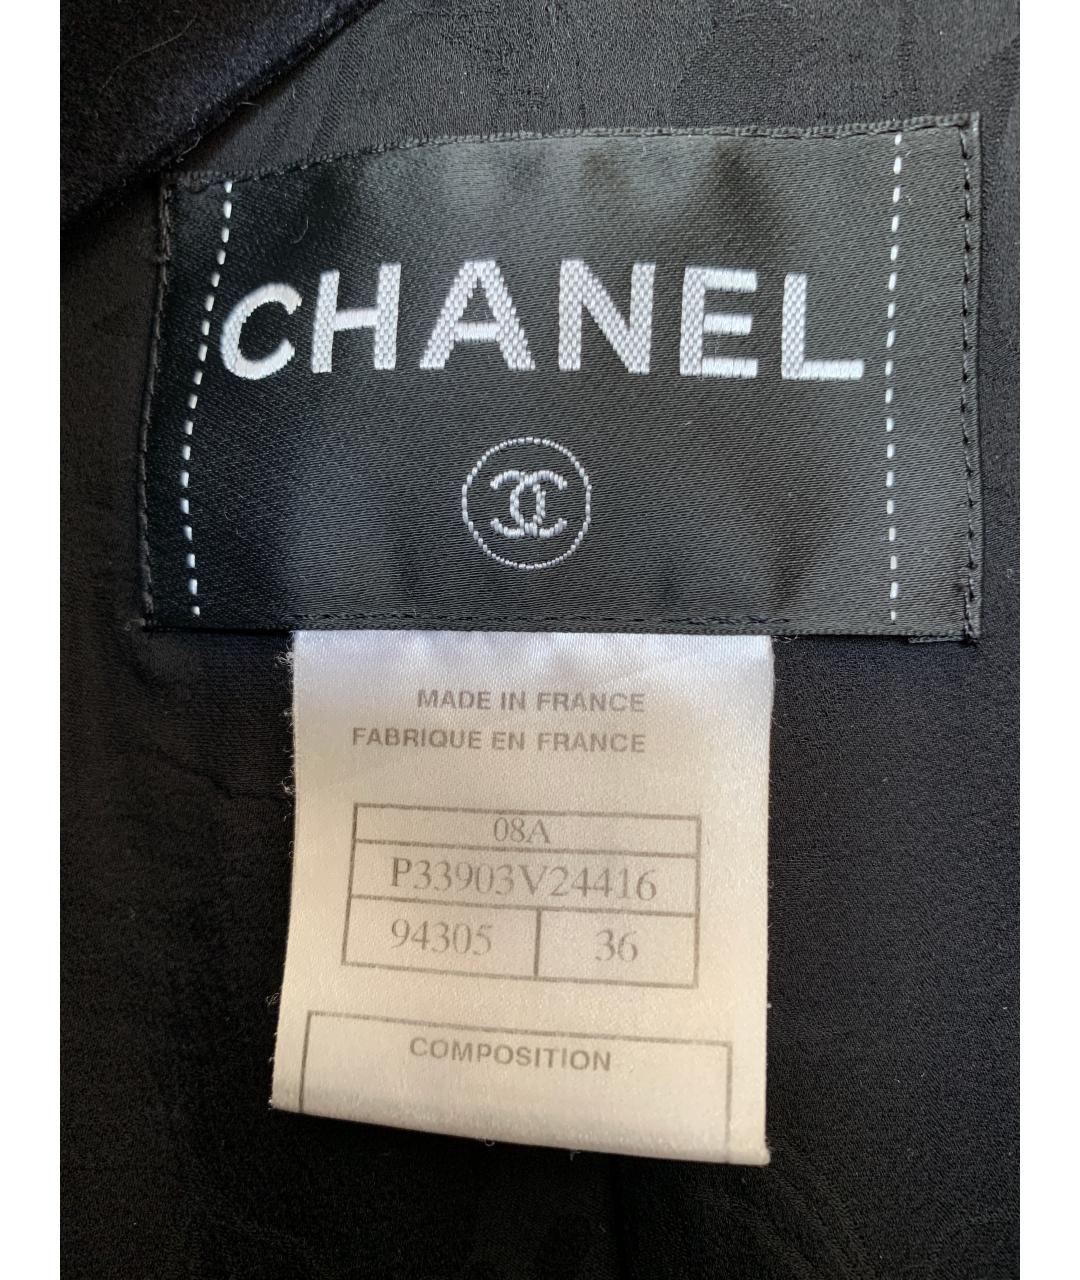 CHANEL
MADE IN FRANCE
FABRIQUE EN FRANCE
08A
P33903V24416
94305 36
COMPOSITION